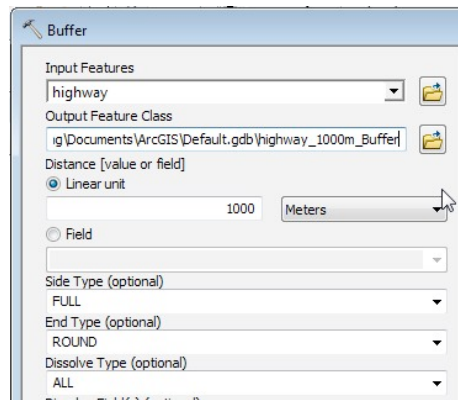 Buffer
Input Features
highway
Output Feature Class
ıg\Documents\ArcGIS\Default.gdb\highway_1000m_Buffer
Distance [value or field]
Linear unit
1000 Meters
Field
Side Type (optional)
FULL
End Type (optional)
ROUND
Dissolve Type (optional)
ALL